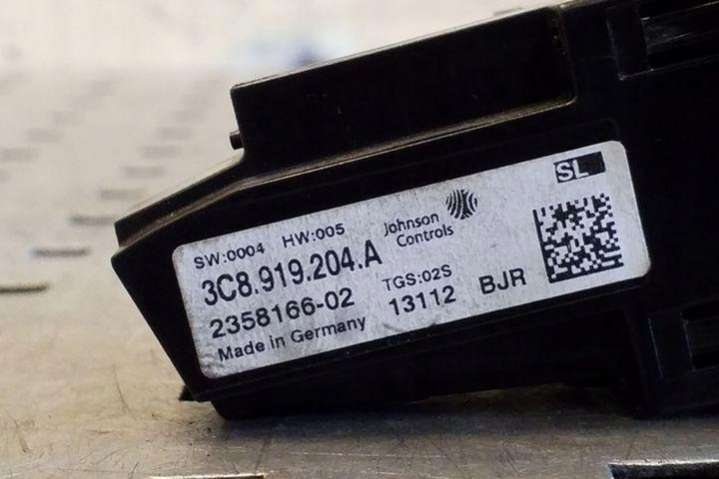 SL
SW:0004 HW:005
Johnson
Controls
3C8.919.204.A
2358166-02
TGS:02S
13112 BJR
Made in Germany